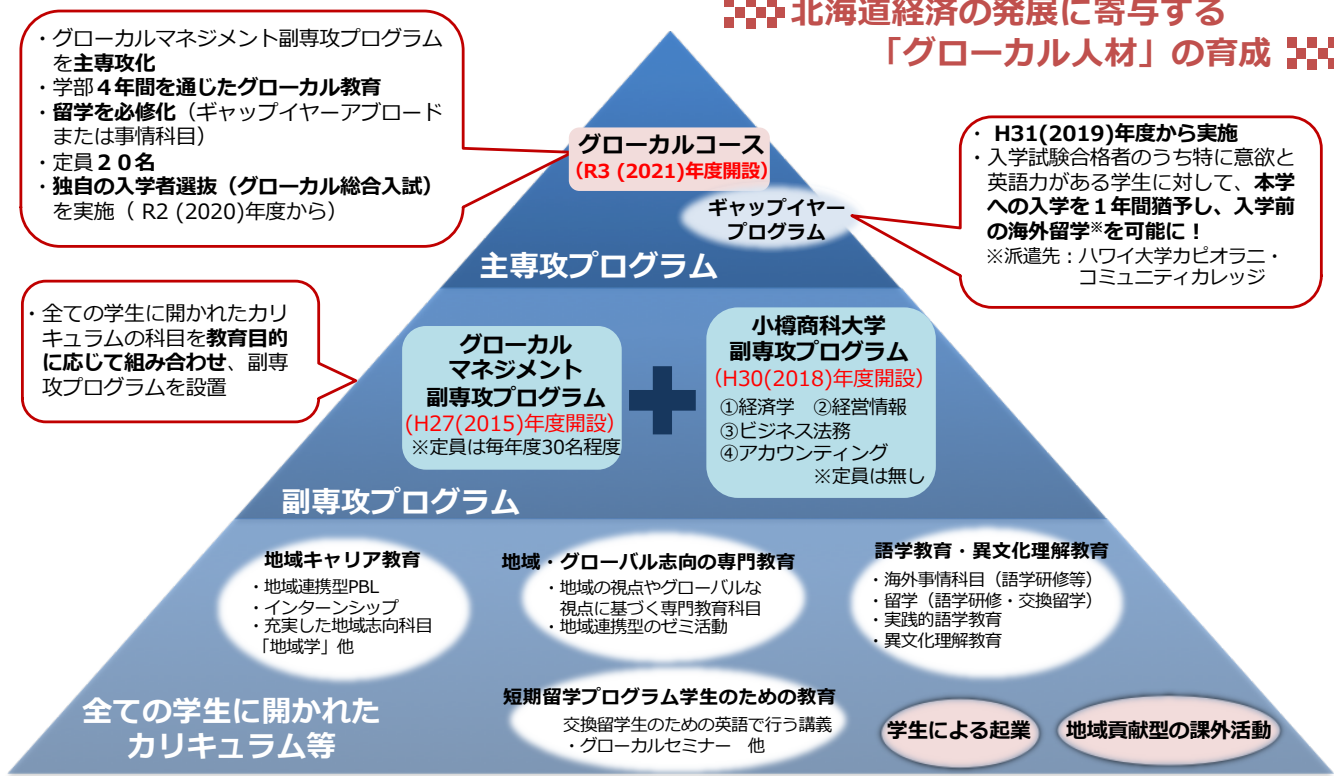 北海道経済の発展に寄与する
「グローカル人材」の育成
・グローカルマネジメント副専攻プログラム
を主専攻化
・学部４年間を通じたグローカル教育
・留学を必修化（ギャップイヤーアブロード
または事情科目）
・定員２０名
・独自の入学者選抜（グローカル総合入試）
を実施（ R2 (2020)年度から）
グローカルコース
(R3 (2021)年度開設)
ギャップイヤー
プログラム
・ H31(2019)年度から実施
・入学試験合格者のうち特に意欲と
英語力がある学生に対して、本学
への入学を１年間猶予し、入学前
の海外留学※を可能に！
※派遣先：ハワイ大学カピオラニ・
コミュニティカレッジ
主専攻プログラム
・全ての学生に開かれたカリ
キュラムの科目を教育目的
に応じて組み合わせ、副専
攻プログラムを設置
グローカル
マネジメント
副専攻プログラム
(H27(2015)年度開設)
※定員は毎年度30名程度
小樽商科大学
副専攻プログラム
(H30(2018)年度開設)
①経済学　②経営情報
③ビジネス法務
④アカウンティング
※定員は無し
副専攻プログラム
地域キャリア教育
・地域連携型PBL
・インターンシップ
・充実した地域志向科目
「地域学」他
地域・グローバル志向の専門教育
・地域の視点やグローバルな
視点に基づく専門教育科目
・地域連携型のゼミ活動
語学教育・異文化理解教育
・海外事情科目（語学研修等）
・留学（語学研修・交換留学）
・実践的語学教育
・異文化理解教育
短期留学プログラム学生のための教育
交換留学生のための英語で行う講義
・グローカルセミナー　他
全ての学生に開かれた
カリキュラム等
学生による起業
地域貢献型の課外活動